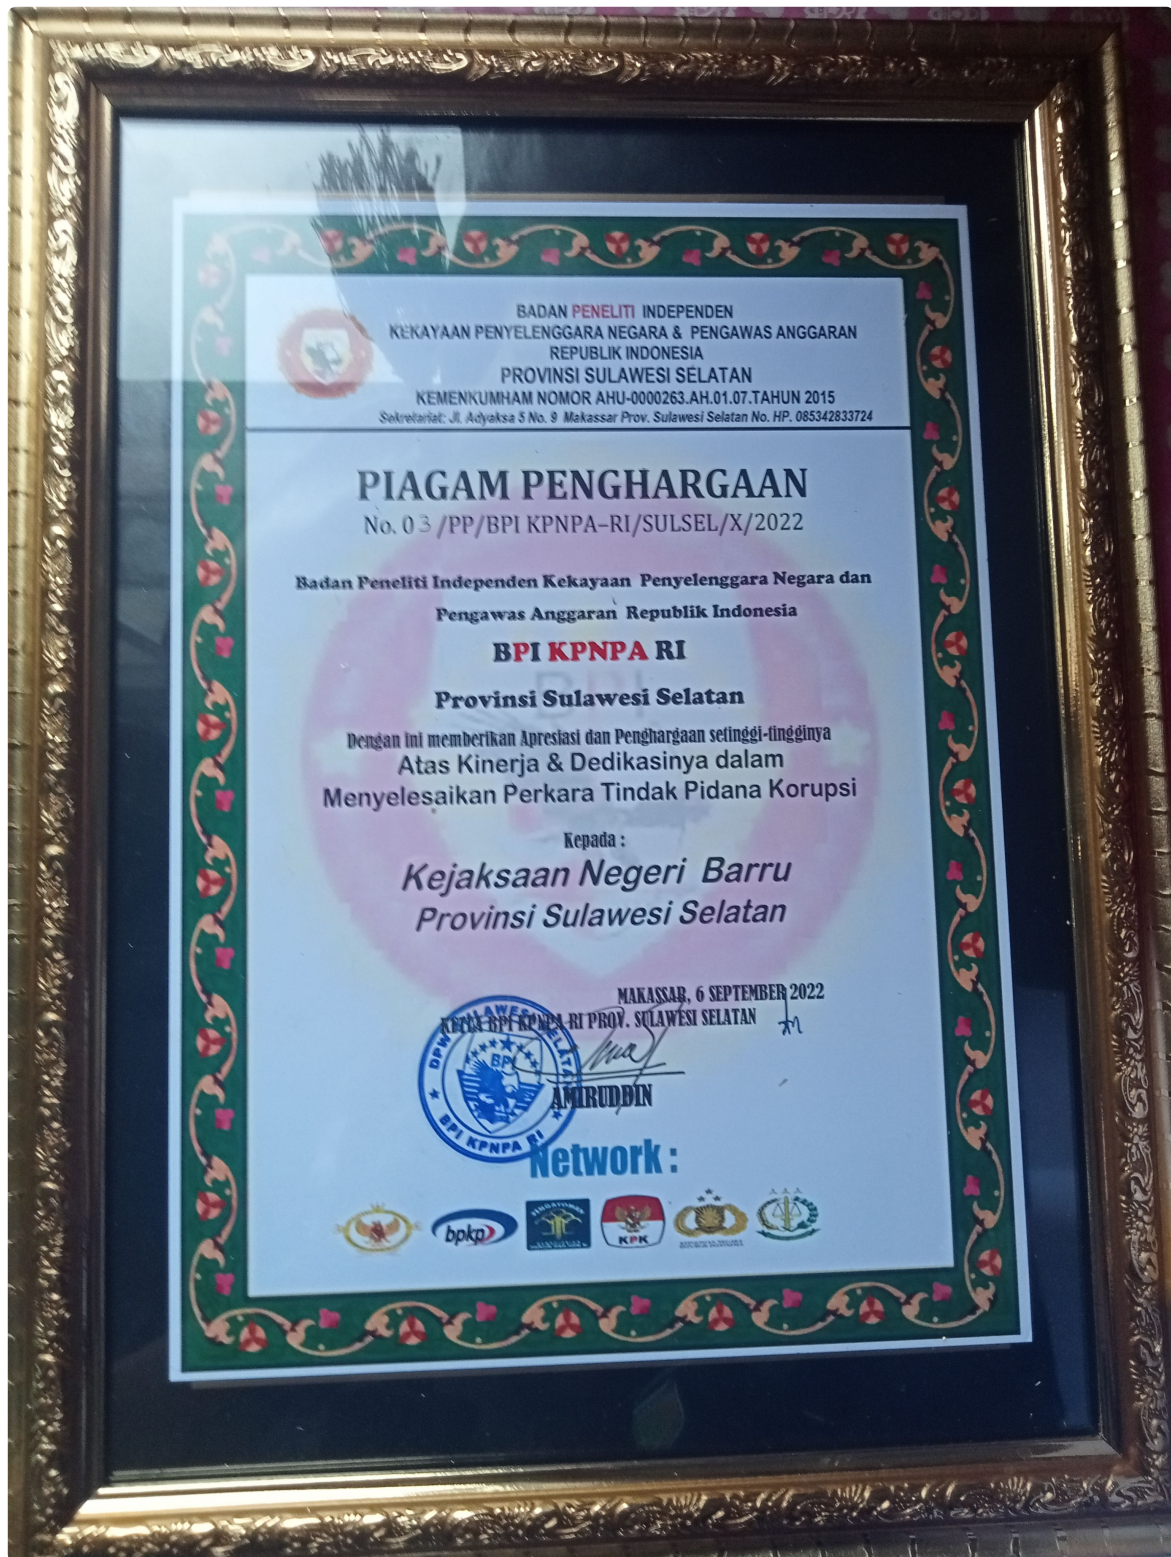 BADAN PENELITI INDEPENDEN
KEKAYAAN PENYELENGGARA NEGARA & PENGAWAS ANGGARAN
REPUBLIK INDONESIA
PROVINSI SULAWESI SELATAN
KEMENKUMHAM NOMOR AHU-0000263.AH.01.07.TAHUN 2015
Sekretariat: Jl. Adyaksa 5 No. 9 Makassar Prov. Sulawesi Selatan No. HP. 085342833724
PIAGAM PENGHARGAAN
No. 03 /PP/BPI KPNPA-RI/SULSEL/X/2022
Badan Peneliti Independen Kekayaan Penyelenggara Negara dan
Pengawas Anggaran Republik Indonesia
BPI KPNPA RI
Provinsi Sulawesi Selatan
Dengan ini memberikan Apresiasi dan Penghargaan setinggi-tingginya
Atas Kinerja & Dedikasinya dalam
Menyelesaikan Perkara Tindak Pidana Korupsi
Kepada :
Kejaksaan Negeri Barru
Provinsi Sulawesi Selatan
MAKASSAR, 6 SEPTEMBER 2022
KETUA BPI KPNPA RI PROV. SULAWESI SELATAN
DPW SULAWESI SELATAN
BPI
BPI KPNPA RI
AMIRUDDIN
Network :
bpkp
KPK